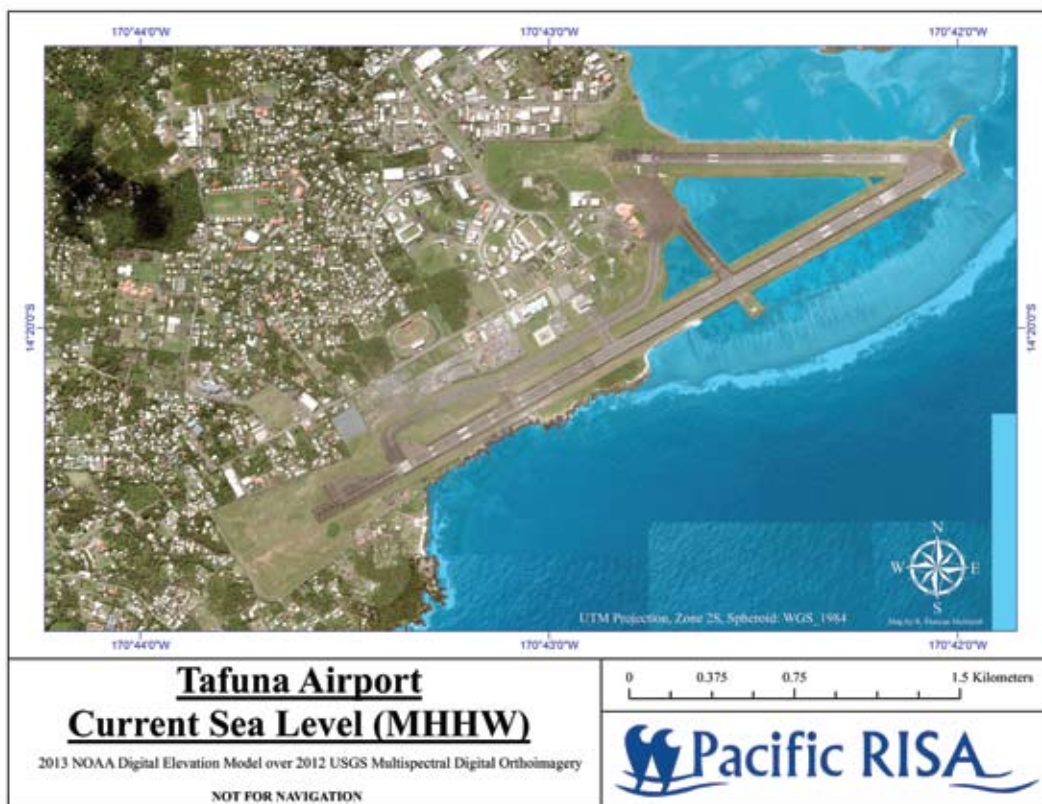 170°44'0"W 170°43'0"W 170°42'0"W
14°20'0"S 14°20'0"S
N
W E
S
UTM Projection, Zone 2S, Spheroid: WGS_1984
Map by
170°44'0"W 170°43'0"W 170°42'0"W
Tafuna Airport
Current Sea Level (MHHW)
2013 NOAA Digital Elevation Model over 2012 USGS Multispectral Digital Orthoimagery
NOT FOR NAVIGATION
0 0.375 0.75 1.5 Kilometers
Pacific RISA